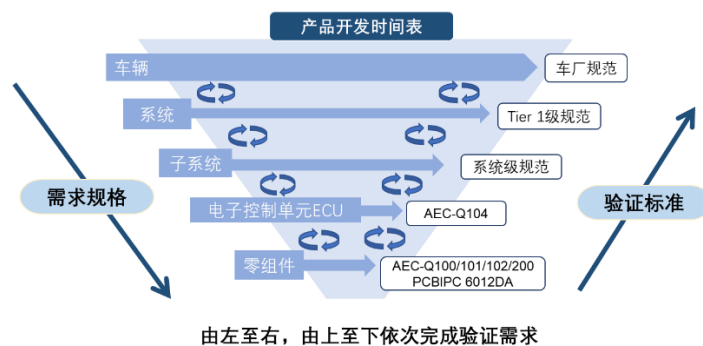 产品开发时间表
车辆
车厂规范
系统
Tier 1级规范
子系统
系统级规范
需求规格
验证标准
电子控制单元ECU
AEC-Q104
零组件
AEC-Q100/101/102/200
PCBIPC 6012DA
由左至右，由上至下依次完成验证需求